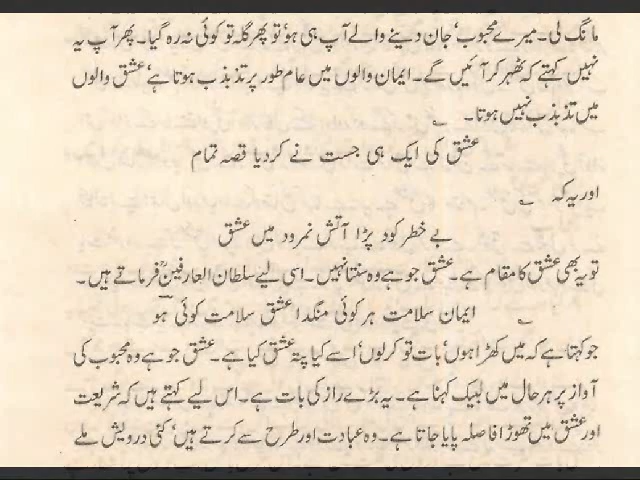 مانگ لی۔ میرے محبوب' جان دینے والے آپ ہی ہو' تو پھر گلہ تو کوئی نہ رہ گیا۔ پھر آپ یہ
نہیں کہتے کہ ٹھہر کر آئیں گے۔ ایمان والوں میں عام طور پر تذبذب ہوتا ہے' عشق والوں
میں تذبذب نہیں ہوتا۔ ؎
عشق کی ایک ہی جست نے کر دیا قصہ تمام
اور یہ کہ ؎
بے خطر کود پڑا آتش نمرود میں عشق
تو یہ بھی عشق کا مقام ہے۔ عشق جو ہے وہ سنتا نہیں۔ اسی لیے سلطان العارفینؒ فرماتے ہیں۔
؎ ایمان سلامت ہر کوئی منگدا عشق سلامت کوئی ھو
جو کہتا ہے کہ میں کھڑا ہوں' بات تو کر لوں' اسے کیا پتہ عشق کیا ہے۔ عشق جو ہے وہ محبوب کی
آواز پر ہر حال میں لبیک کہنا ہے۔ یہ بڑے راز کی بات ہے۔ اس لیے کہتے ہیں کہ شریعت
اور عشق میں تھوڑا فاصلہ پایا جاتا ہے۔ وہ عبادت اور طرح سے کرتے ہیں' کئی درویش ملے